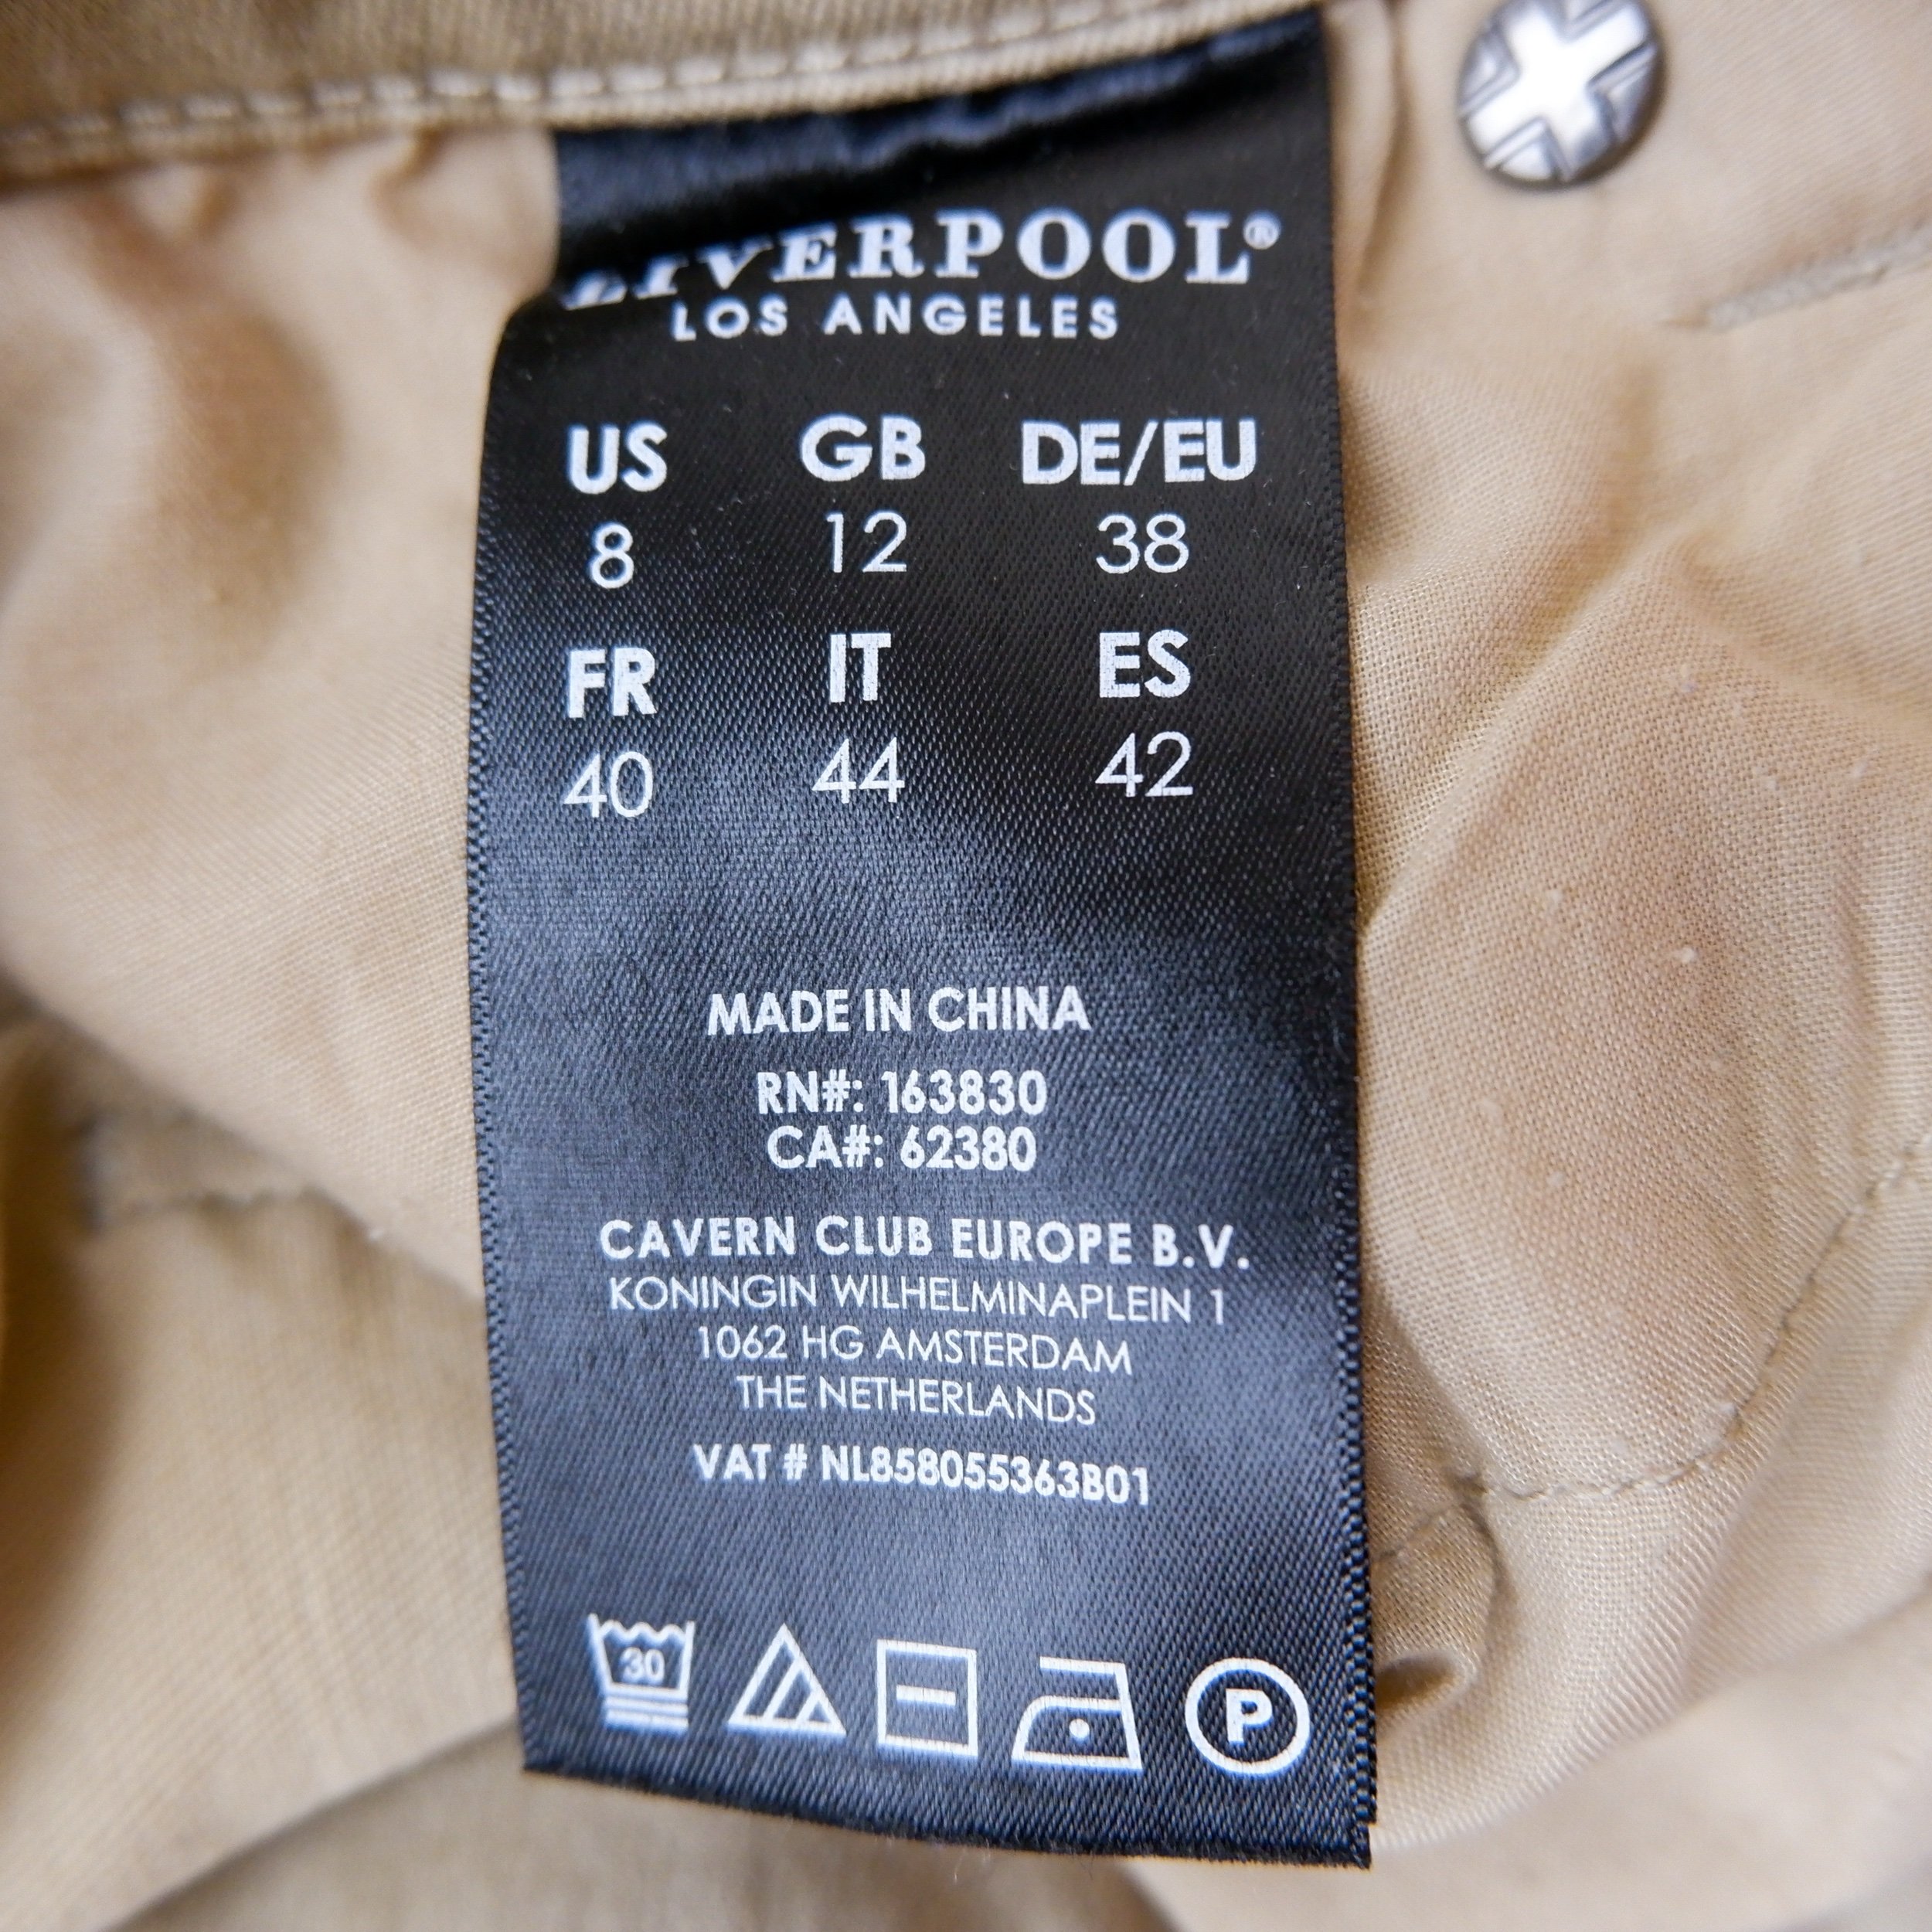 LIVERPOOL®
LOS ANGELES
US GB DE/EU
8 12 38
FR IT ES
40 44 42
MADE IN CHINA
RN#: 163830
CA#: 62380
CAVERN CLUB EUROPE B.V.
KONINGIN WILHELMINAPLEIN 1
1062 HG AMSTERDAM
THE NETHERLANDS
VAT # NL858055363B01
30
P